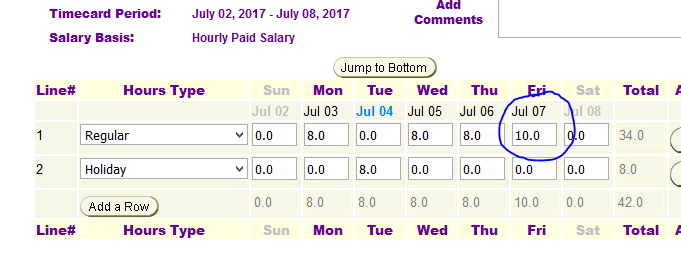 Timecard Period: July 02, 2017 - July 08, 2017
Add
Comments
Salary Basis: Hourly Paid Salary
Jump to Bottom
Line# Hours Type Sun Mon Tue Wed Thu Fri Sat Total
Jul 02 Jul 03 Jul 04 Jul 05 Jul 06 Jul 07 Jul 08
1 Regular 0.0 8.0 0.0 8.0 8.0 10.0 0.0 34.0
2 Holiday 0.0 0.0 8.0 0.0 0.0 0.0 0.0 8.0
Add a Row 0.0 8.0 8.0 8.0 8.0 10.0 0.0 42.0
Line# Hours Type Sun Mon Tue Wed Thu Fri Sat Total